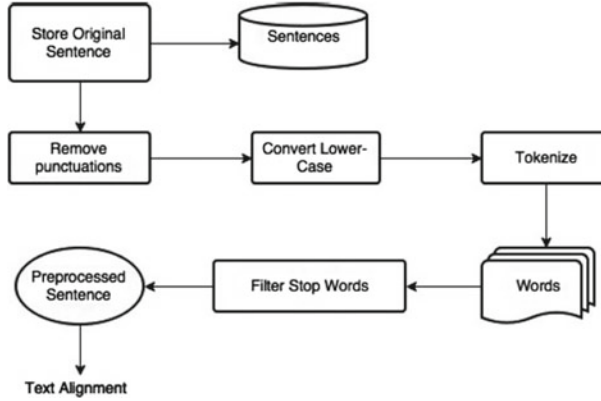 Store Original
Sentence
Sentences
Remove
punctuations
Convert Lower-
Case
Tokenize
Words
Filter Stop Words
Preprocessed
Sentence
Text Alignment